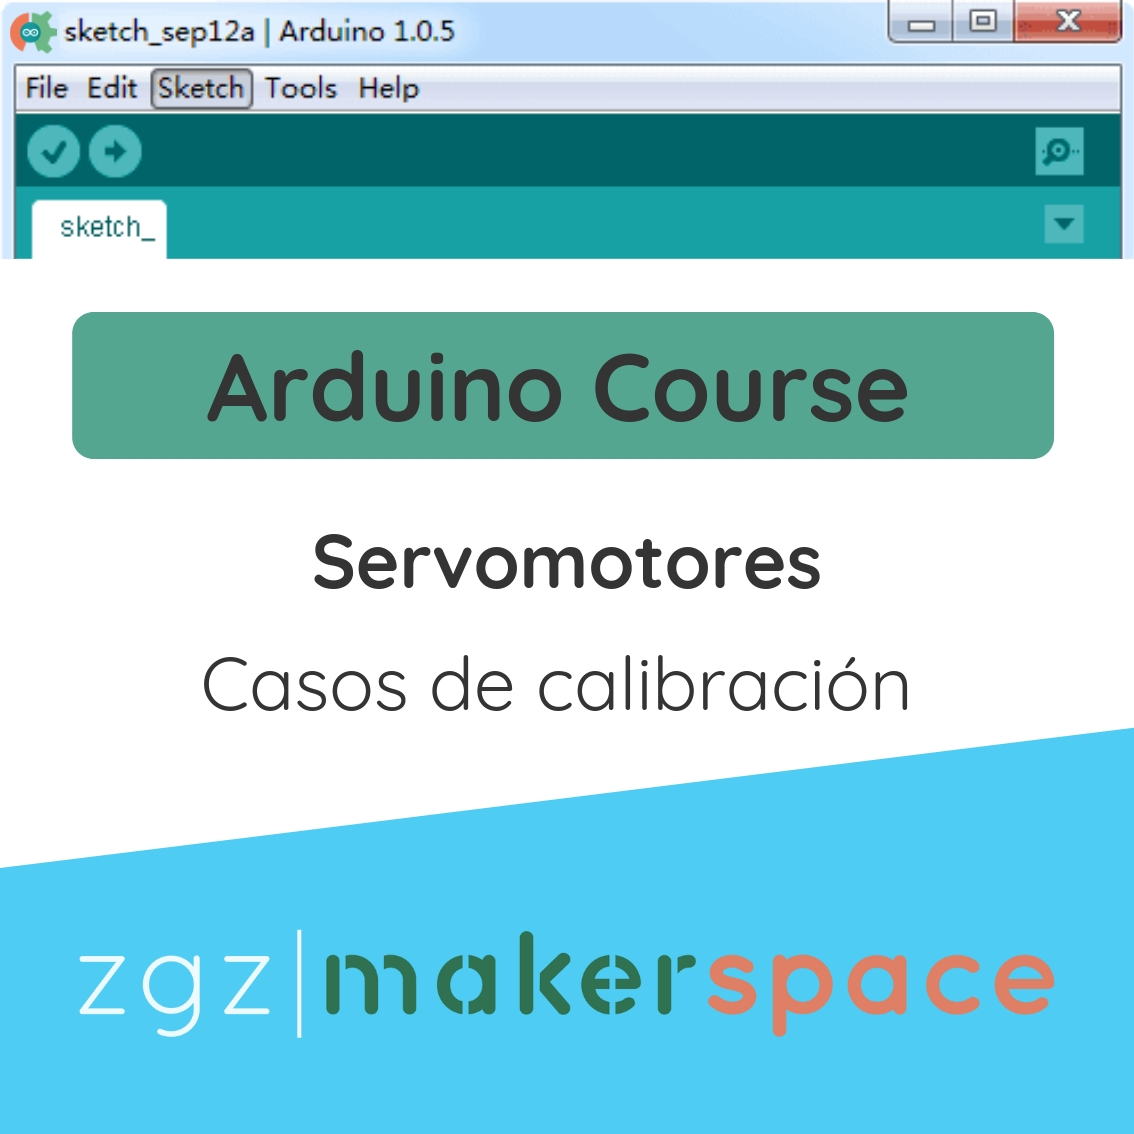 sketch_sep12a | Arduino 1.0.5
File Edit Sketch Tools Help
sketch_
Arduino Course
Servomotores
Casos de calibración
zgz|makerspace